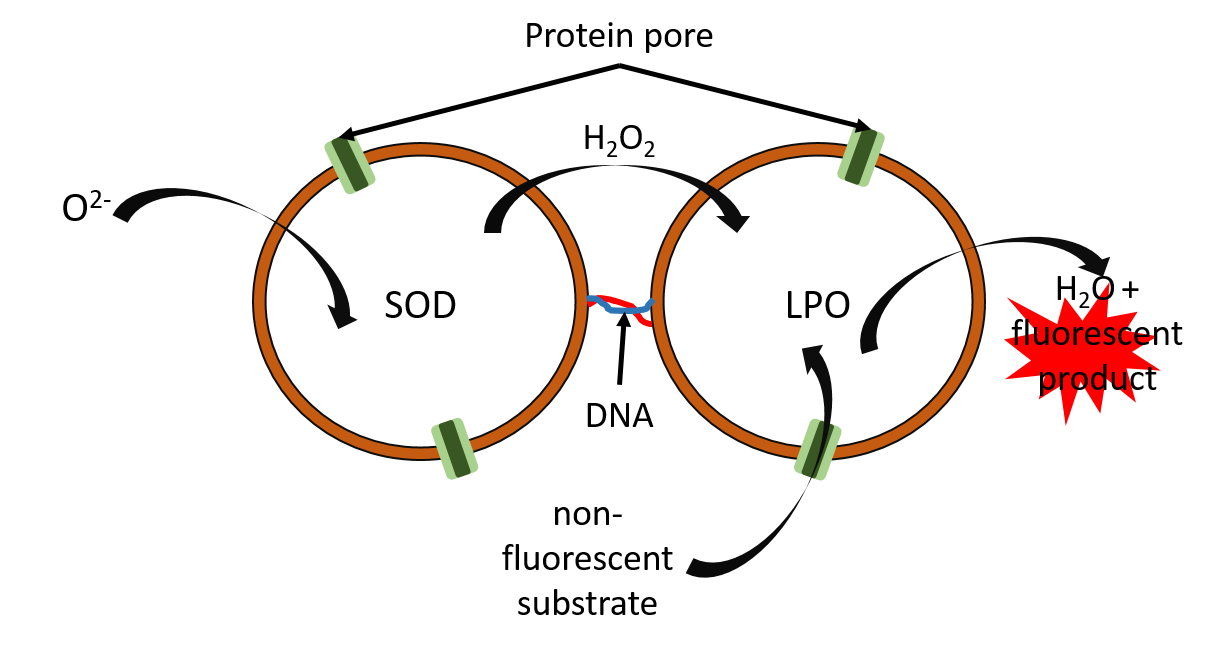 Protein pore
H₂O₂
O²⁻
SOD
LPO
H₂O +
fluorescent
product
DNA
non-
fluorescent
substrate